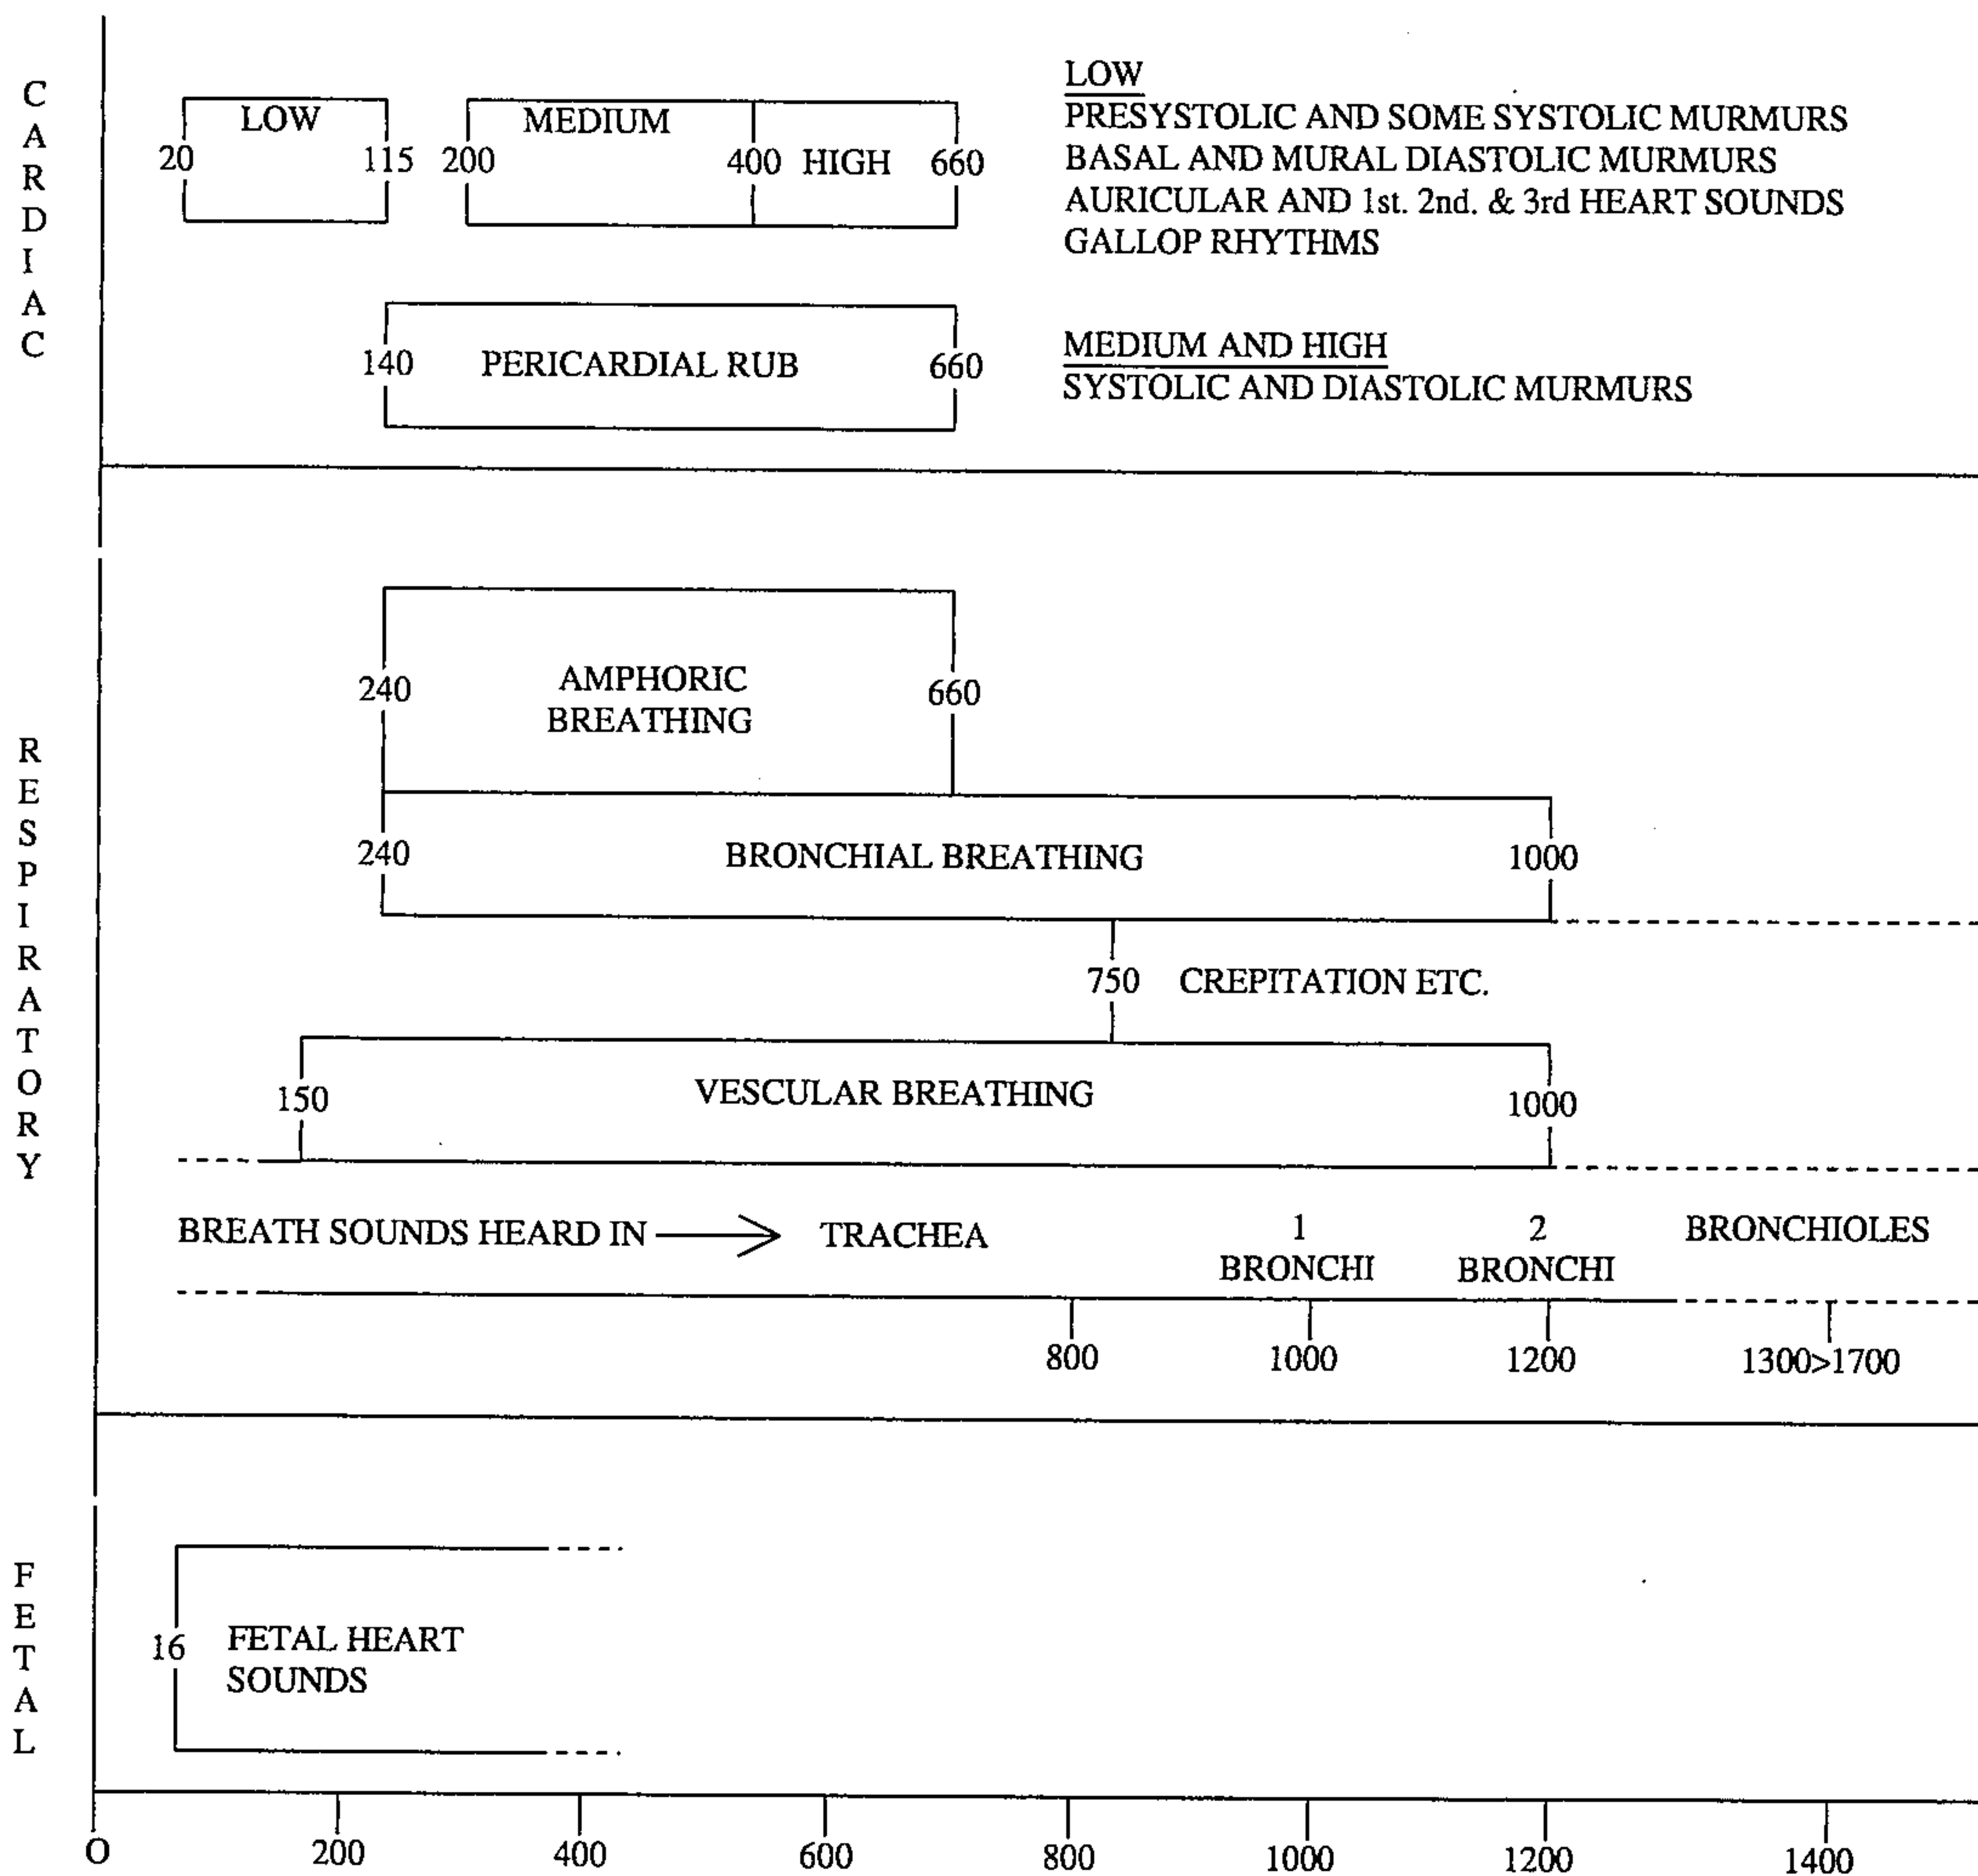 CARDIAC
LOW
MEDIUM
20
115
200
400
HIGH
660
LOW
PRESYSTOLIC AND SOME SYSTOLIC MURMURS
BASAL AND MURAL DIASTOLIC MURMURS
AURICULAR AND 1st. 2nd. & 3rd HEART SOUNDS
GALLOP RHYTHMS
140
PERICARDIAL RUB
660
MEDIUM AND HIGH
SYSTOLIC AND DIASTOLIC MURMURS
RESPIRATORY
240
AMPHORIC
BREATHING
660
240
BRONCHIAL BREATHING
1000
750
CREPITATION ETC.
150
VESCULAR BREATHING
1000
BREATH SOUNDS HEARD IN
TRACHEA
1
BRONCHI
2
BRONCHI
BRONCHIOLES
800
1000
1200
1300>1700
FETAL
16
FETAL HEART
SOUNDS
O
200
400
600
800
1000
1200
1400